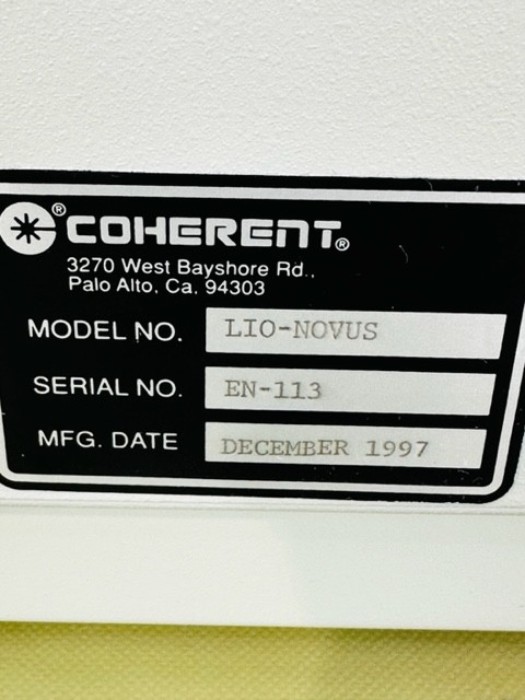 ® COHERENT®
3270 West Bayshore Rd.,
Palo Alto, Ca. 94303
MODEL NO. LIO-NOVUS
SERIAL NO. EN-113
MFG. DATE DECEMBER 1997